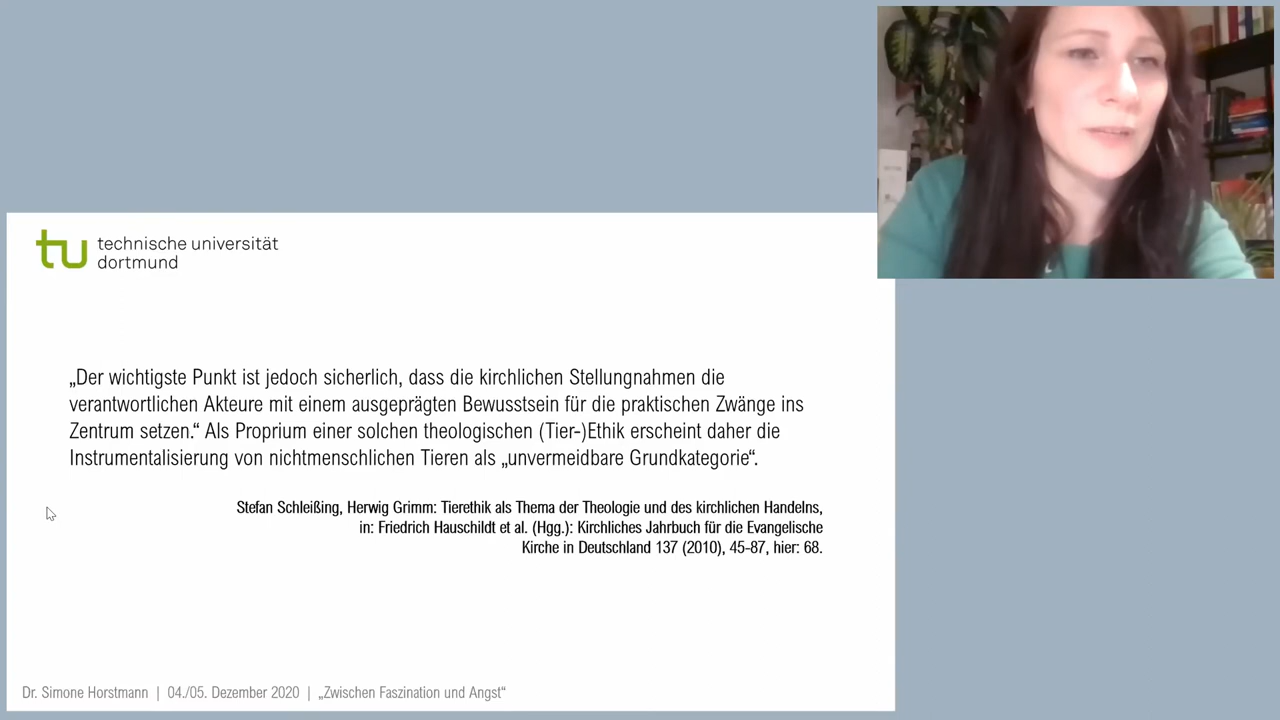 tu technische universität
dortmund
„Der wichtigste Punkt ist jedoch sicherlich, dass die kirchlichen Stellungnahmen die
verantwortlichen Akteure mit einem ausgeprägten Bewusstsein für die praktischen Zwänge ins
Zentrum setzen.“ Als Proprium einer solchen theologischen (Tier-)Ethik erscheint daher die
Instrumentalisierung von nichtmenschlichen Tieren als „unvermeidbare Grundkategorie“.
Stefan Schleißing, Herwig Grimm: Tierethik als Thema der Theologie und des kirchlichen Handelns,
in: Friedrich Hauschildt et al. (Hgg.): Kirchliches Jahrbuch für die Evangelische
Kirche in Deutschland 137 (2010), 45-87, hier: 68.
Dr. Simone Horstmann | 04./05. Dezember 2020 | „Zwischen Faszination und Angst“